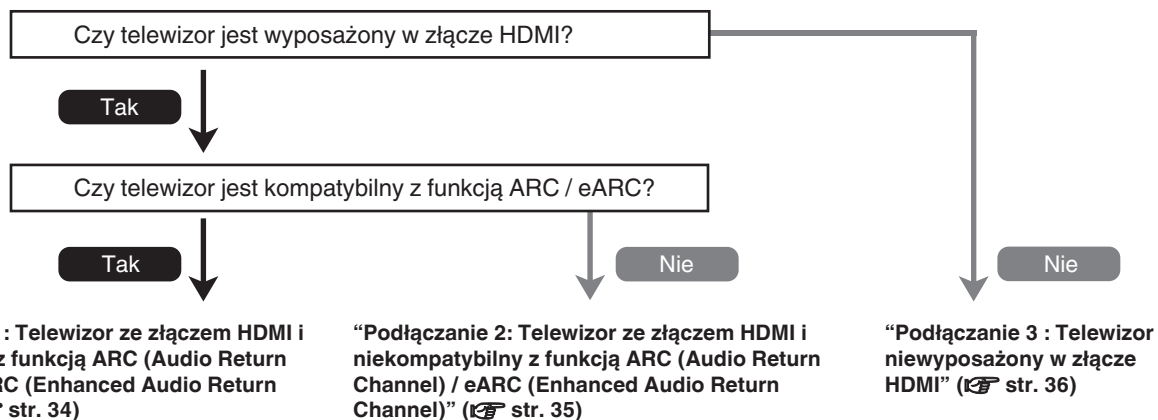 Czy telewizor jest wyposażony w złącze HDMI?
Tak
Czy telewizor jest kompatybilny z funkcją ARC / eARC?
Tak
Nie
Nie
: Telewizor ze złączem HDMI i
z funkcją ARC (Audio Return
RC (Enhanced Audio Return
str. 34)
“Podłączanie 2: Telewizor ze złączem HDMI i
niekompatybilny z funkcją ARC (Audio Return
Channel) / eARC (Enhanced Audio Return
Channel)” (☞ str. 35)
“Podłączanie 3 : Telewizor
niewyposażony w złącze
HDMI” (☞ str. 36)